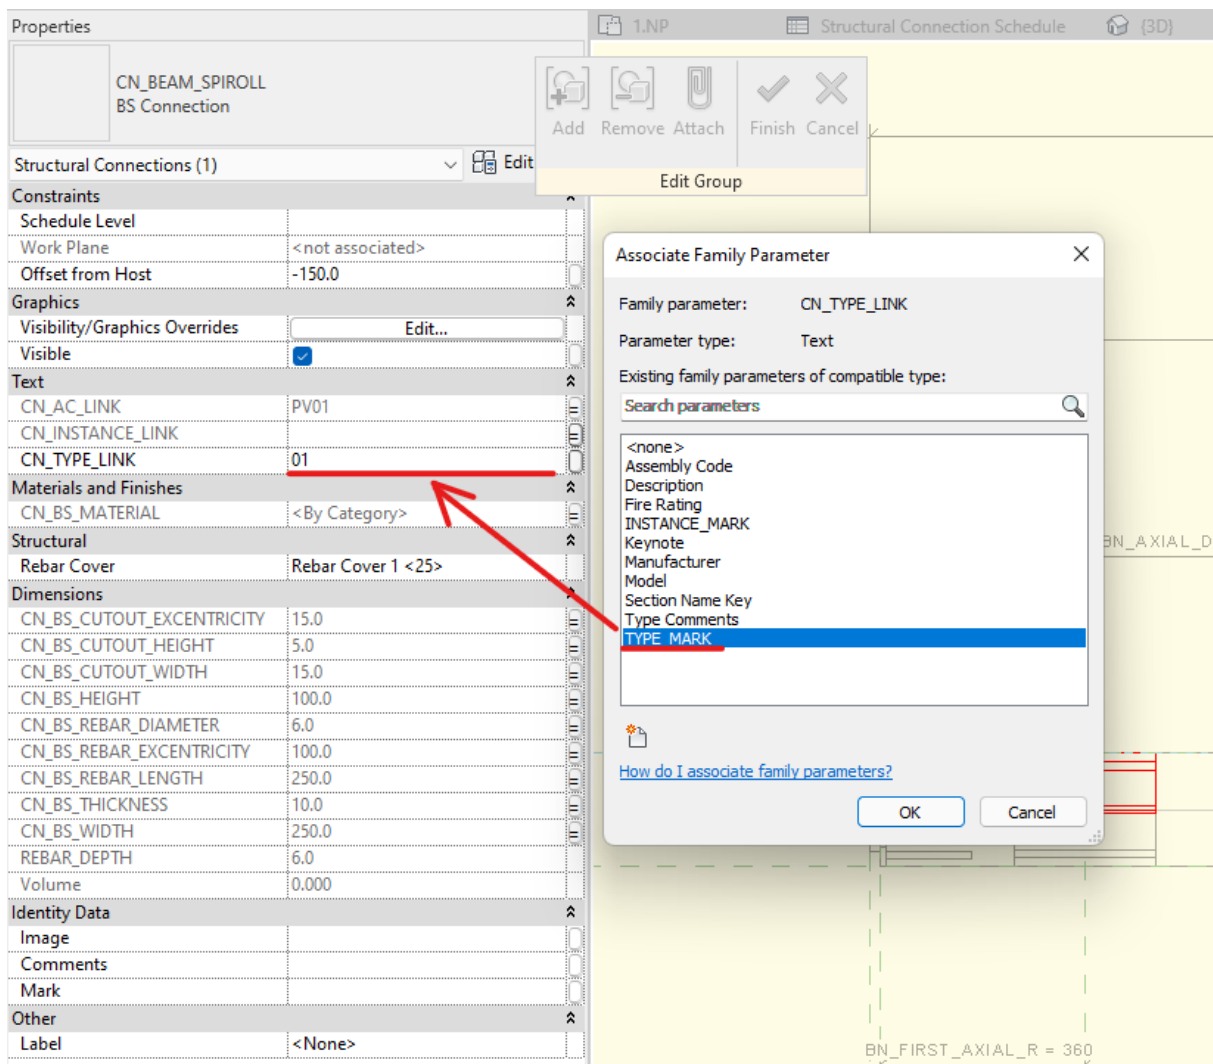 Properties
1.NP
Structural Connection Schedule
{3D}
CN_BEAM_SPIROLL
BS Connection
Add Remove Attach Finish Cancel
Edit Group
Structural Connections (1)
Edit
Constraints
Schedule Level
Work Plane <not associated>
Offset from Host -150.0
Graphics
Visibility/Graphics Overrides Edit...
Visible
Text
CN_AC_LINK PV01
CN_INSTANCE_LINK
CN_TYPE_LINK 01
Materials and Finishes
CN_BS_MATERIAL <By Category>
Structural
Rebar Cover Rebar Cover 1 <25>
Dimensions
CN_BS_CUTOUT_EXCENTRICITY 15.0
CN_BS_CUTOUT_HEIGHT 5.0
CN_BS_CUTOUT_WIDTH 15.0
CN_BS_HEIGHT 100.0
CN_BS_REBAR_DIAMETER 6.0
CN_BS_REBAR_EXCENTRICITY 100.0
CN_BS_REBAR_LENGTH 250.0
CN_BS_THICKNESS 10.0
CN_BS_WIDTH 250.0
REBAR_DEPTH 6.0
Volume 0.000
Identity Data
Image
Comments
Mark
Other
Label <None>
Associate Family Parameter
Family parameter: CN_TYPE_LINK
Parameter type: Text
Existing family parameters of compatible type:
Search parameters
<none>
Assembly Code
Description
Fire Rating
INSTANCE_MARK
Keynote
Manufacturer
Model
Section Name Key
Type Comments
TYPE_MARK
How do I associate family parameters?
OK Cancel
BN_AXIAL_D
BN_FIRST_AXIAL_R = 360